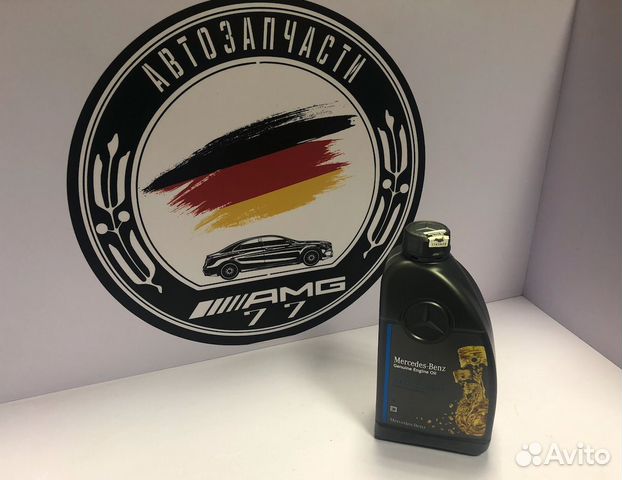 АВТОЗАПЧАСТИ
AMG
77
Mercedes-Benz
Genuine Engine Oil
Mercedes-Benz
Avito